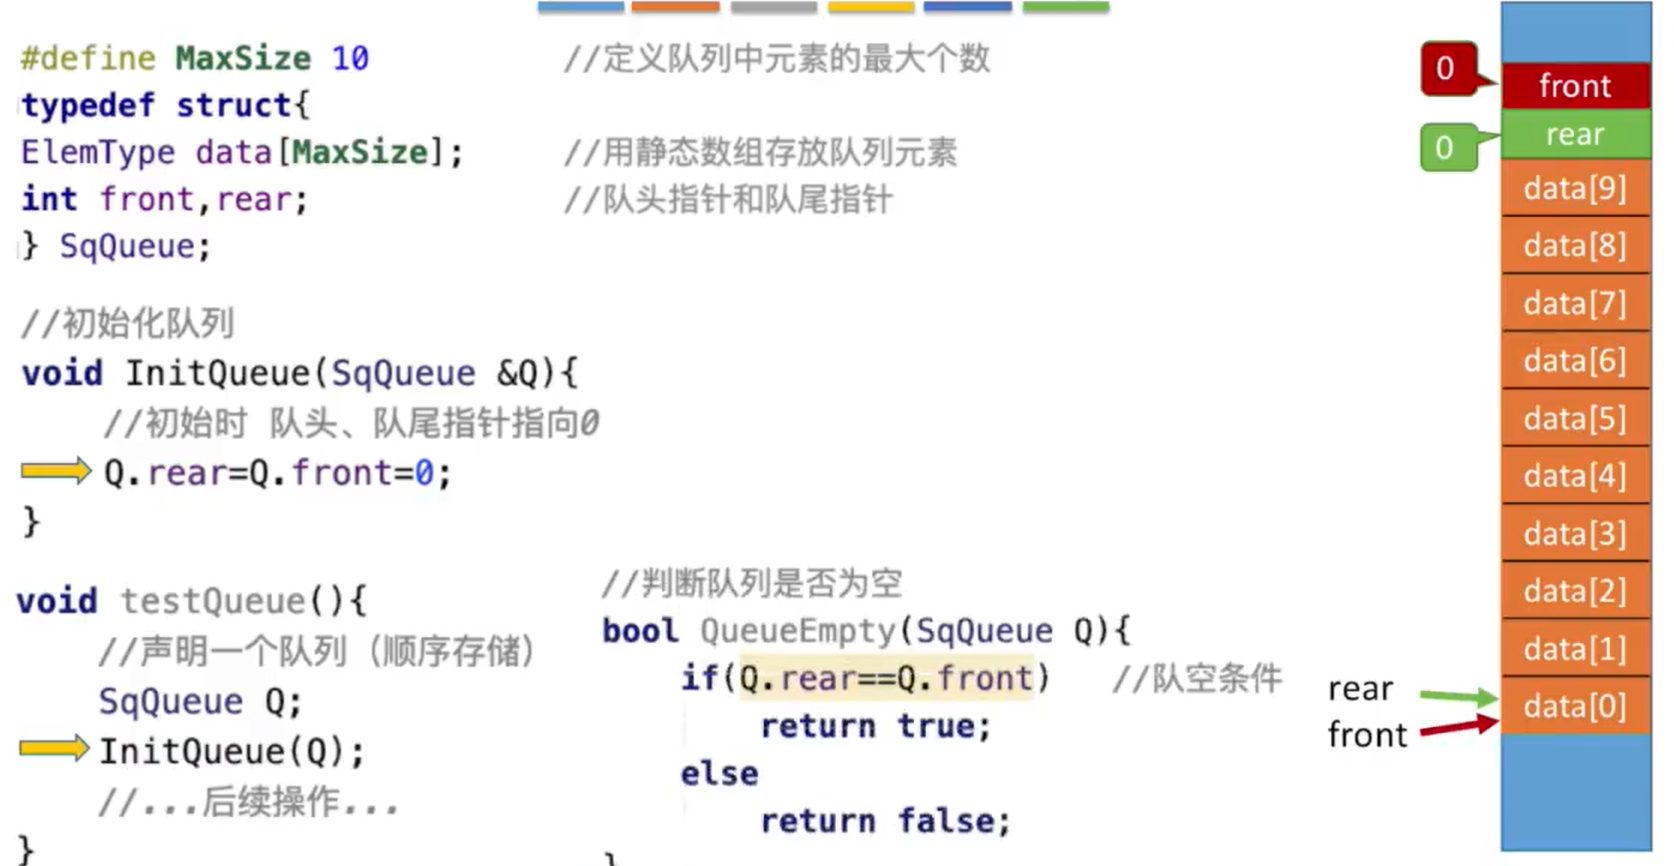 #define MaxSize 10 //定义队列中元素的最大个数
typedef struct{
ElemType data[MaxSize]; //用静态数组存放队列元素
int front,rear; //队头指针和队尾指针
} SqQueue;
//初始化队列
void InitQueue(SqQueue &Q){
//初始时 队头、队尾指针指向0
Q.rear=Q.front=0;
}
void testQueue(){
//声明一个队列（顺序存储）
SqQueue Q;
InitQueue(Q);
//...后续操作...
}
//判断队列是否为空
bool QueueEmpty(SqQueue Q){
if(Q.rear==Q.front) //队空条件
return true;
else
return false;
}
0
front
0
rear
data[9]
data[8]
data[7]
data[6]
data[5]
data[4]
data[3]
data[2]
data[1]
rear
data[0]
front